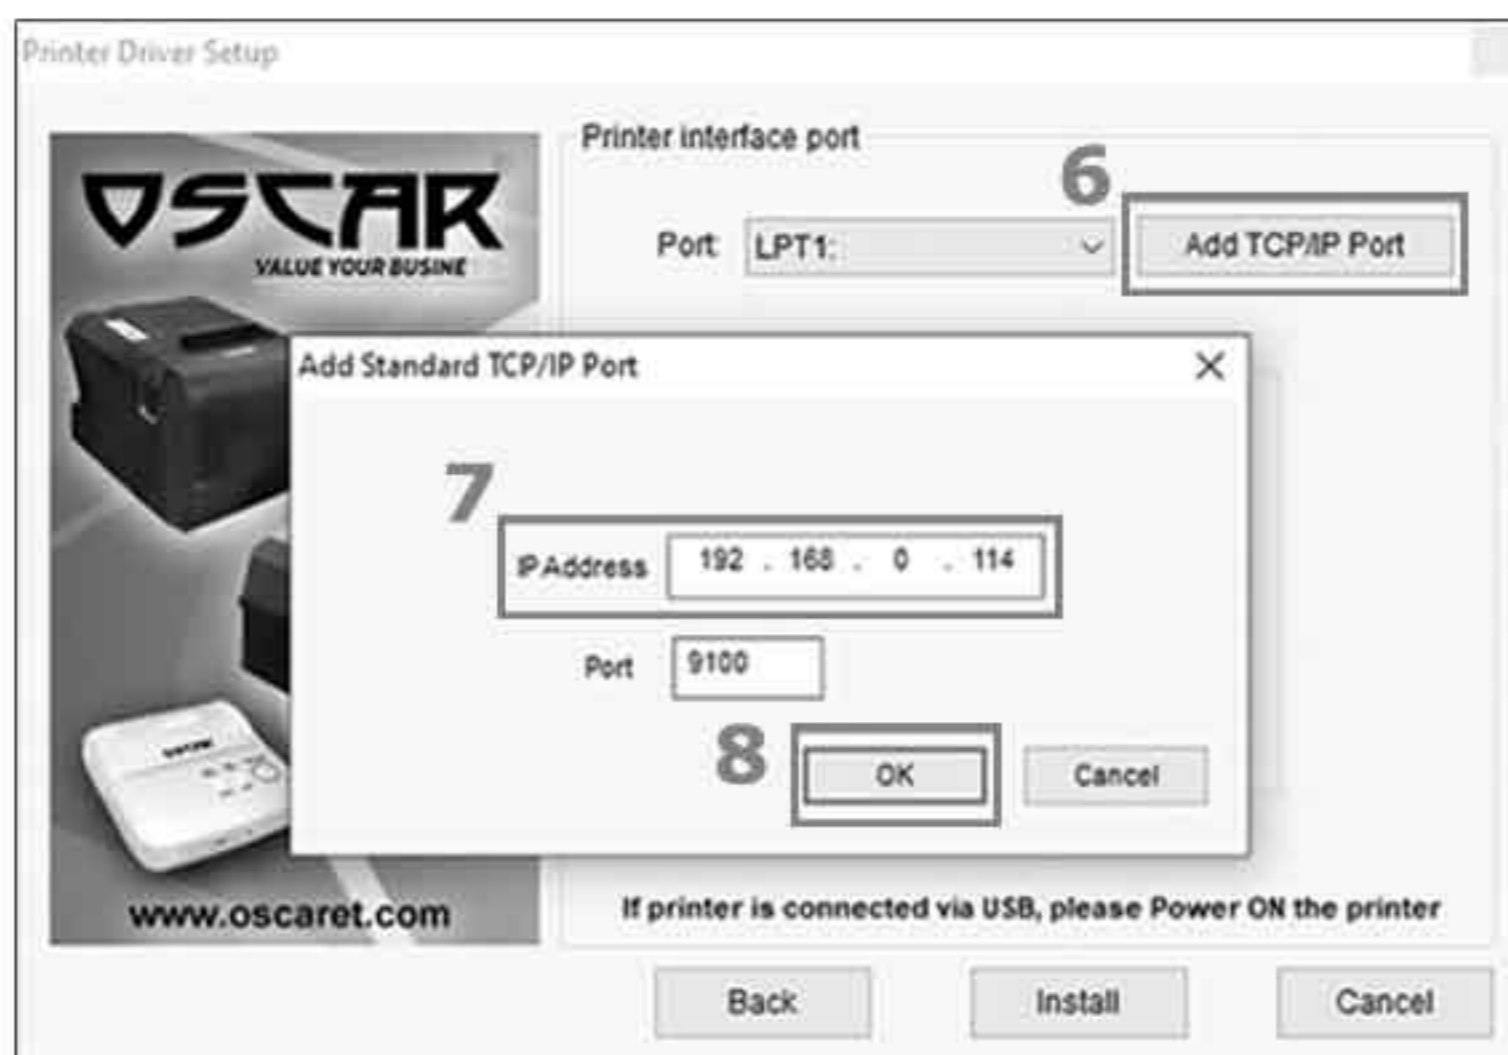 Printer Driver Setup
OSCAR
VALUE YOUR BUSINE
www.oscaret.com
Printer interface port
6
Port: LPT1: Add TCP/IP Port
Add Standard TCP/IP Port
7
IP Address 192 . 168 . 0 . 114
Port 9100
8
OK Cancel
If printer is connected via USB, please Power ON the printer
Back Install Cancel